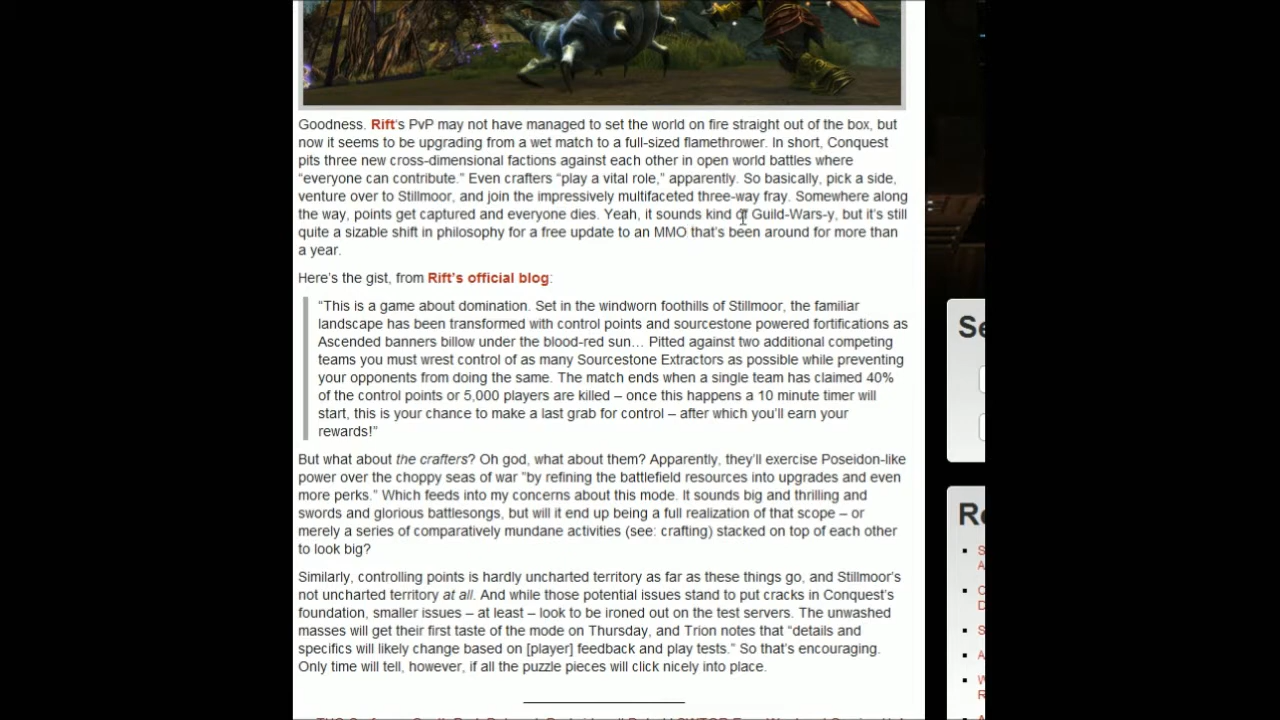 Goodness. Rift's PvP may not have managed to set the world on fire straight out of the box, but
now it seems to be upgrading from a wet match to a full-sized flamethrower. In short, Conquest
pits three new cross-dimensional factions against each other in open world battles where
“everyone can contribute.” Even crafters “play a vital role,” apparently. So basically, pick a side,
venture over to Stillmoor, and join the impressively multifaceted three-way fray. Somewhere along
the way, points get captured and everyone dies. Yeah, it sounds kind of Guild-Wars-y, but it's still
quite a sizable shift in philosophy for a free update to an MMO that's been around for more than
a year.
Here's the gist, from Rift's official blog:
“This is a game about domination. Set in the windworn foothills of Stillmoor, the familiar
landscape has been transformed with control points and sourcestone powered fortifications as
Ascended banners billow under the blood-red sun… Pitted against two additional competing
teams you must wrest control of as many Sourcestone Extractors as possible while preventing
your opponents from doing the same. The match ends when a single team has claimed 40%
of the control points or 5,000 players are killed – once this happens a 10 minute timer will
start, this is your chance to make a last grab for control – after which you'll earn your
rewards!”
But what about the crafters? Oh god, what about them? Apparently, they'll exercise Poseidon-like
power over the choppy seas of war “by refining the battlefield resources into upgrades and even
more perks.” Which feeds into my concerns about this mode. It sounds big and thrilling and
swords and glorious battlesongs, but will it end up being a full realization of that scope – or
merely a series of comparatively mundane activities (see: crafting) stacked on top of each other
to look big?
Similarly, controlling points is hardly uncharted territory as far as these things go, and Stillmoor's
not uncharted territory at all. And while those potential issues stand to put cracks in Conquest's
foundation, smaller issues – at least – look to be ironed out on the test servers. The unwashed
masses will get their first taste of the mode on Thursday, and Trion notes that “details and
specifics will likely change based on [player] feedback and play tests.” So that's encouraging.
Only time will tell, however, if all the puzzle pieces will click nicely into place.
Se